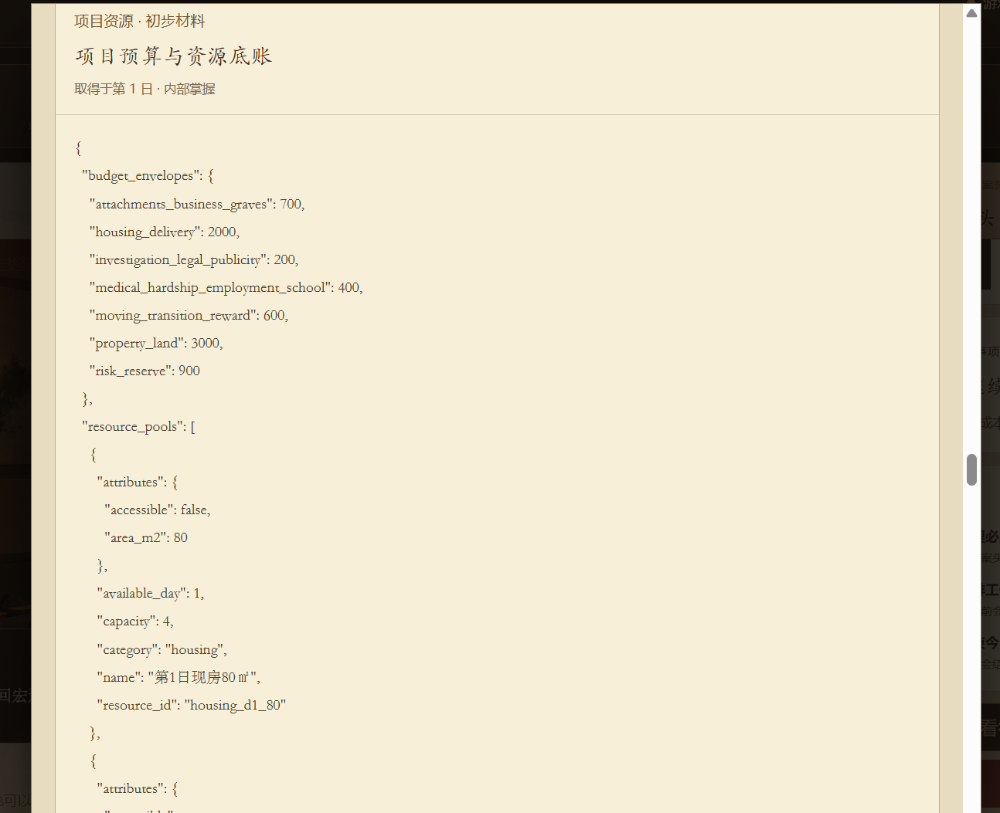 项目资源 · 初步材料
项目预算与资源底账
取得于第 1 日 · 内部掌握
{
"budget_envelopes": {
"attachments_business_graves": 700,
"housing_delivery": 2000,
"investigation_legal_publicity": 200,
"medical_hardship_employment_school": 400,
"moving_transition_reward": 600,
"property_land": 3000,
"risk_reserve": 900
},
"resource_pools": [
{
"attributes": {
"accessible": false,
"area_m2": 80
},
"available_day": 1,
"capacity": 4,
"category": "housing",
"name": "第1日现房80㎡",
"resource_id": "housing_d1_80"
},
{
"attributes": {